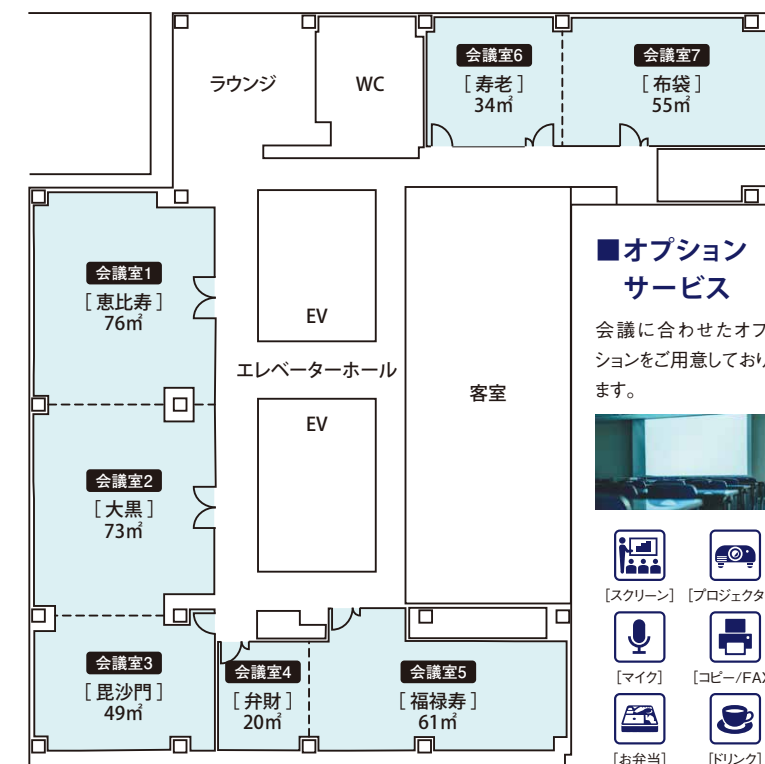 ラウンジ
WC
会議室6
[ 寿老 ]
34㎡
会議室7
[ 布袋 ]
55㎡
会議室1
[ 恵比寿 ]
76㎡
EV
エレベーターホール
EV
客室
会議室2
[ 大黒 ]
73㎡
会議室3
[ 毘沙門 ]
49㎡
会議室4
[ 弁財 ]
20㎡
会議室5
[ 福禄寿 ]
61㎡
■オプション
サービス
会議に合わせたオプ
ションをご用意しており
ます。
[スクリーン]
[プロジェクタ
[マイク]
[コピー/FAX
[お弁当]
[ドリンク]